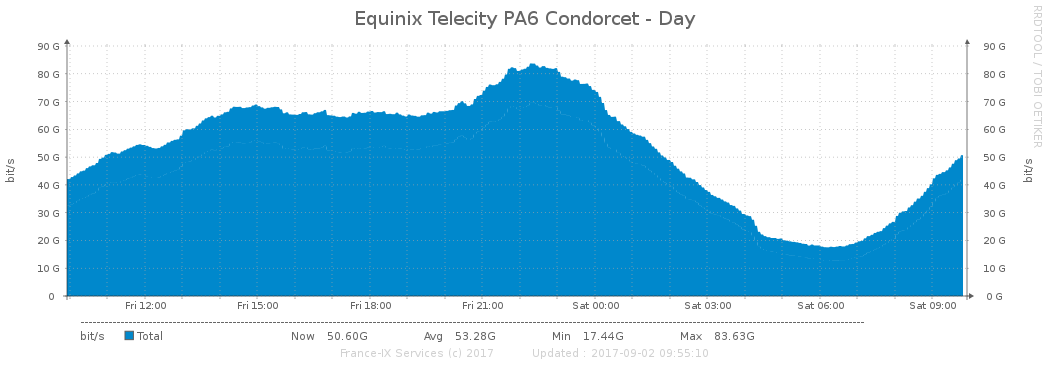 Equinix Telecity PA6 Condorcet - Day
RRDTOOL / TOBI OETIKER
90 G 90 G
80 G 80 G
70 G 70 G
60 G 60 G
50 G 50 G
40 G 40 G
30 G 30 G
20 G 20 G
10 G 10 G
0 0 G
bit/s
bit/s
Fri 12:00 Fri 15:00 Fri 18:00 Fri 21:00 Sat 00:00 Sat 03:00 Sat 06:00 Sat 09:00
bit/s Total Now 50.60G Avg 53.28G Min 17.44G Max 83.63G
France-IX Services (c) 2017 Updated : 2017-09-02 09:55:10